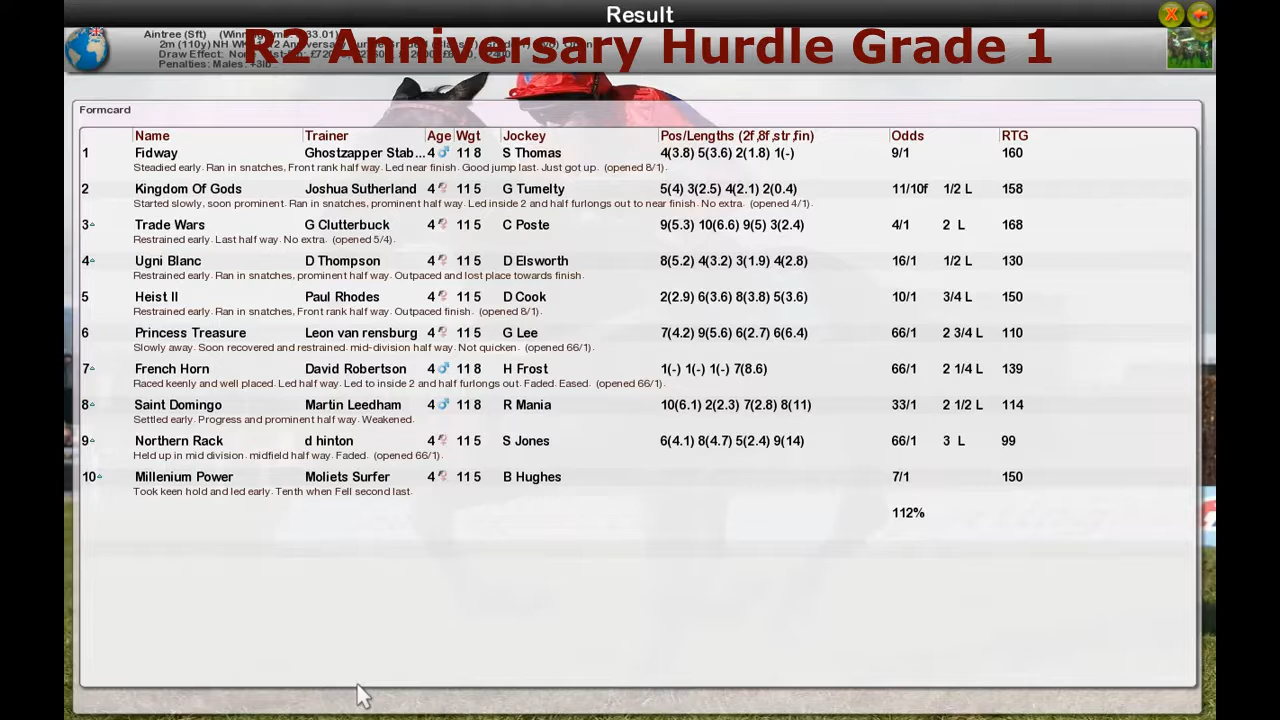 Result
Aintree (Sft)
R2 Anniversary Hurdle Grade 1
Penalties: Males: +3lb
Formcard
Name Trainer Age Wgt Jockey Pos/Lengths (2f,8f,str,fin) Odds RTG
1 Fidway Ghostzapper Stab... 4 11 8 S Thomas 4(3.8) 5(3.6) 2(1.8) 1(-) 9/1 160
Steadied early. Ran in snatches, Front rank half way. Led near finish. Good jump last. Just got up. (opened 8/1).
2 Kingdom Of Gods Joshua Sutherland 4 11 5 G Tumelty 5(4) 3(2.5) 4(2.1) 2(0.4) 11/10f 1/2 L 158
Started slowly, soon prominent. Ran in snatches, prominent half way. Led inside 2 and half furlongs out to near finish. No extra. (opened 4/1).
3 Trade Wars G Clutterbuck 4 11 5 C Poste 9(5.3) 10(6.6) 9(5) 3(2.4) 4/1 2 L 168
Restrained early. Last half way. No extra. (opened 5/4).
4 Ugni Blanc D Thompson 4 11 5 D Elsworth 8(5.2) 4(3.2) 3(1.9) 4(2.8) 16/1 1/2 L 130
Restrained early. Ran in snatches, prominent half way. Outpaced and lost place towards finish.
5 Heist II Paul Rhodes 4 11 5 D Cook 2(2.9) 6(3.6) 8(3.8) 5(3.6) 10/1 3/4 L 150
Restrained early. Ran in snatches, Front rank half way. Outpaced finish. (opened 8/1).
6 Princess Treasure Leon van rensburg 4 11 5 G Lee 7(4.2) 9(5.6) 6(2.7) 6(6.4) 66/1 2 3/4 L 110
Slowly away. Soon recovered and restrained. mid-division half way. Not quicken. (opened 66/1).
7 French Horn David Robertson 4 11 8 H Frost 1(-) 1(-) 1(-) 7(8.6) 66/1 2 1/4 L 139
Raced keenly and well placed. Led half way. Led to inside 2 and half furlongs out. Faded. Eased. (opened 66/1).
8 Saint Domingo Martin Leedham 4 11 8 R Mania 10(6.1) 2(2.3) 7(2.8) 8(11) 33/1 2 1/2 L 114
Settled early. Progress and prominent half way. Weakened.
9 Northern Rack d hinton 4 11 5 S Jones 6(4.1) 8(4.7) 5(2.4) 9(14) 66/1 3 L 99
Held up in mid division. midfield half way. Faded. (opened 66/1).
10 Millenium Power Moliets Surfer 4 11 5 B Hughes 7/1 150
Took keen hold and led early. Tenth when Fell second last.
112%